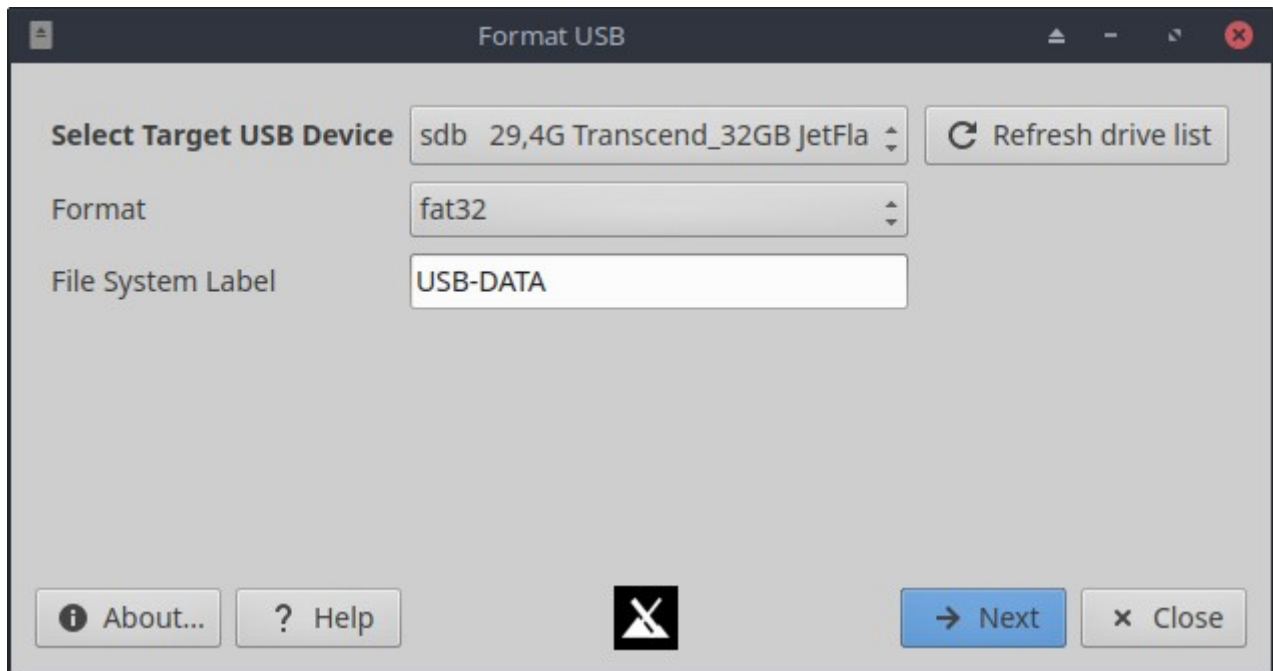 Format USB
Select Target USB Device sdb 29,4G Transcend_32GB JetFla Refresh drive list
Format fat32
File System Label USB-DATA
About... ? Help Next Close